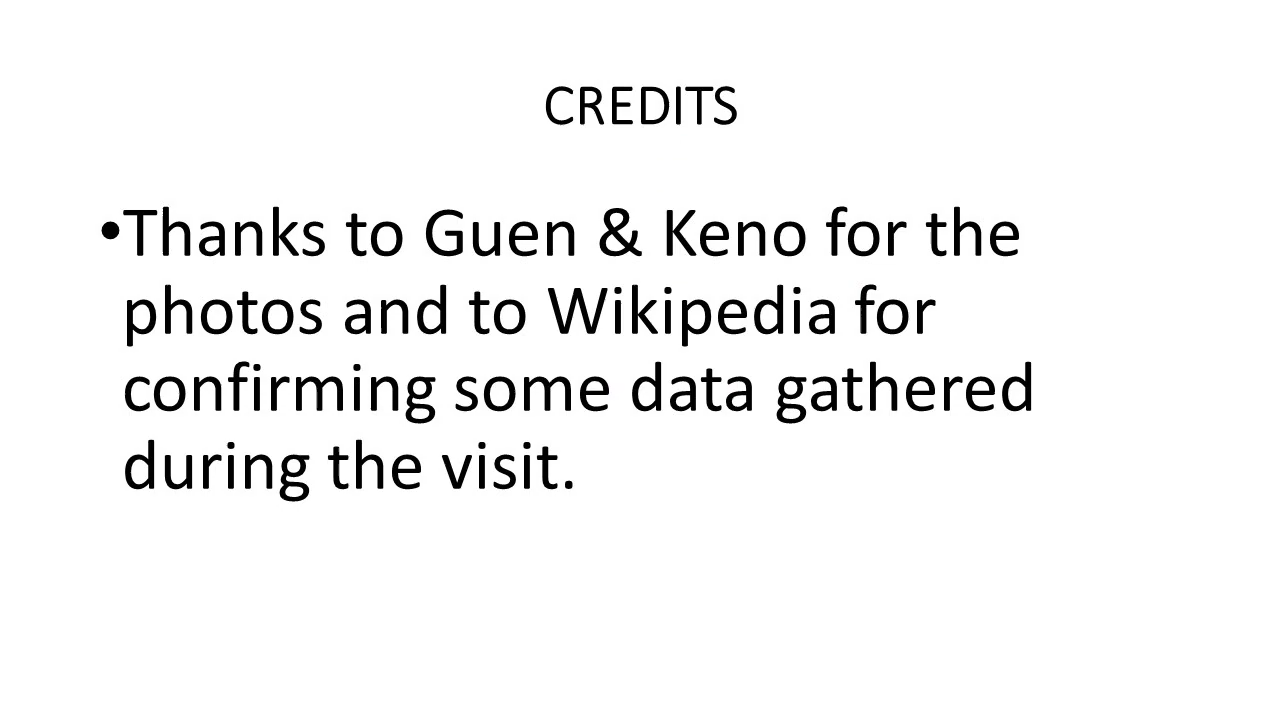 CREDITS
•Thanks to Guen & Keno for the
photos and to Wikipedia for
confirming some data gathered
during the visit.